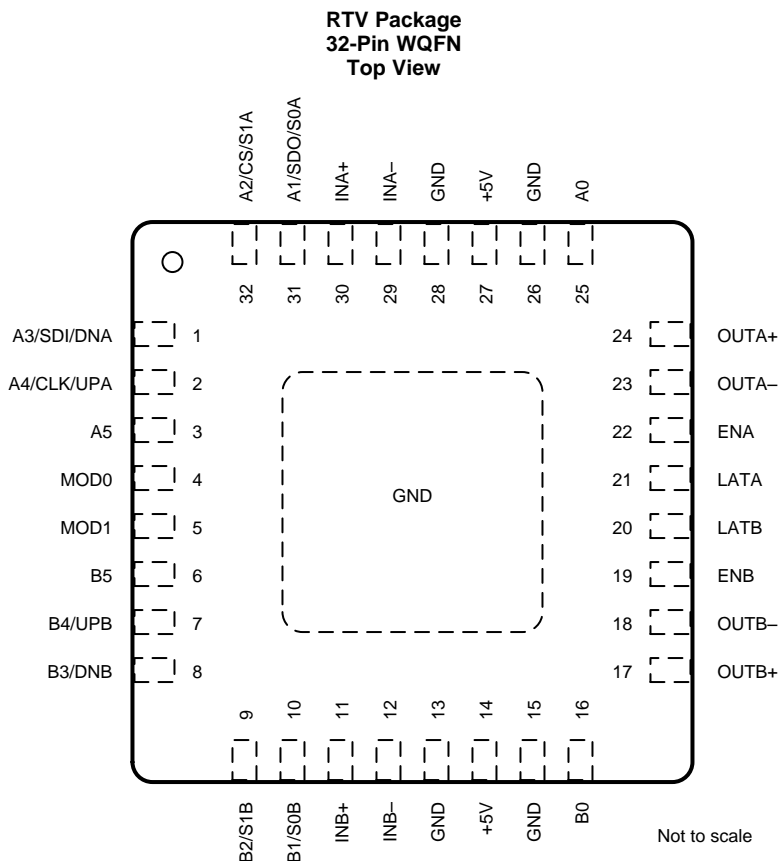 RTV Package
32-Pin WQFN
Top View
A2/CS/S1A
A1/SDO/S0A
INA+
INA–
GND
+5V
GND
A0
32
31
30
29
28
27
26
25
A3/SDI/DNA 1
A4/CLK/UPA 2
A5 3
MOD0 4
MOD1 5
B5 6
B4/UPB 7
B3/DNB 8
GND
24 OUTA+
23 OUTA–
22 ENA
21 LATA
20 LATB
19 ENB
18 OUTB–
17 OUTB+
9
10
11
12
13
14
15
16
B2/S1B
B1/S0B
INB+
INB–
GND
+5V
GND
B0
Not to scale